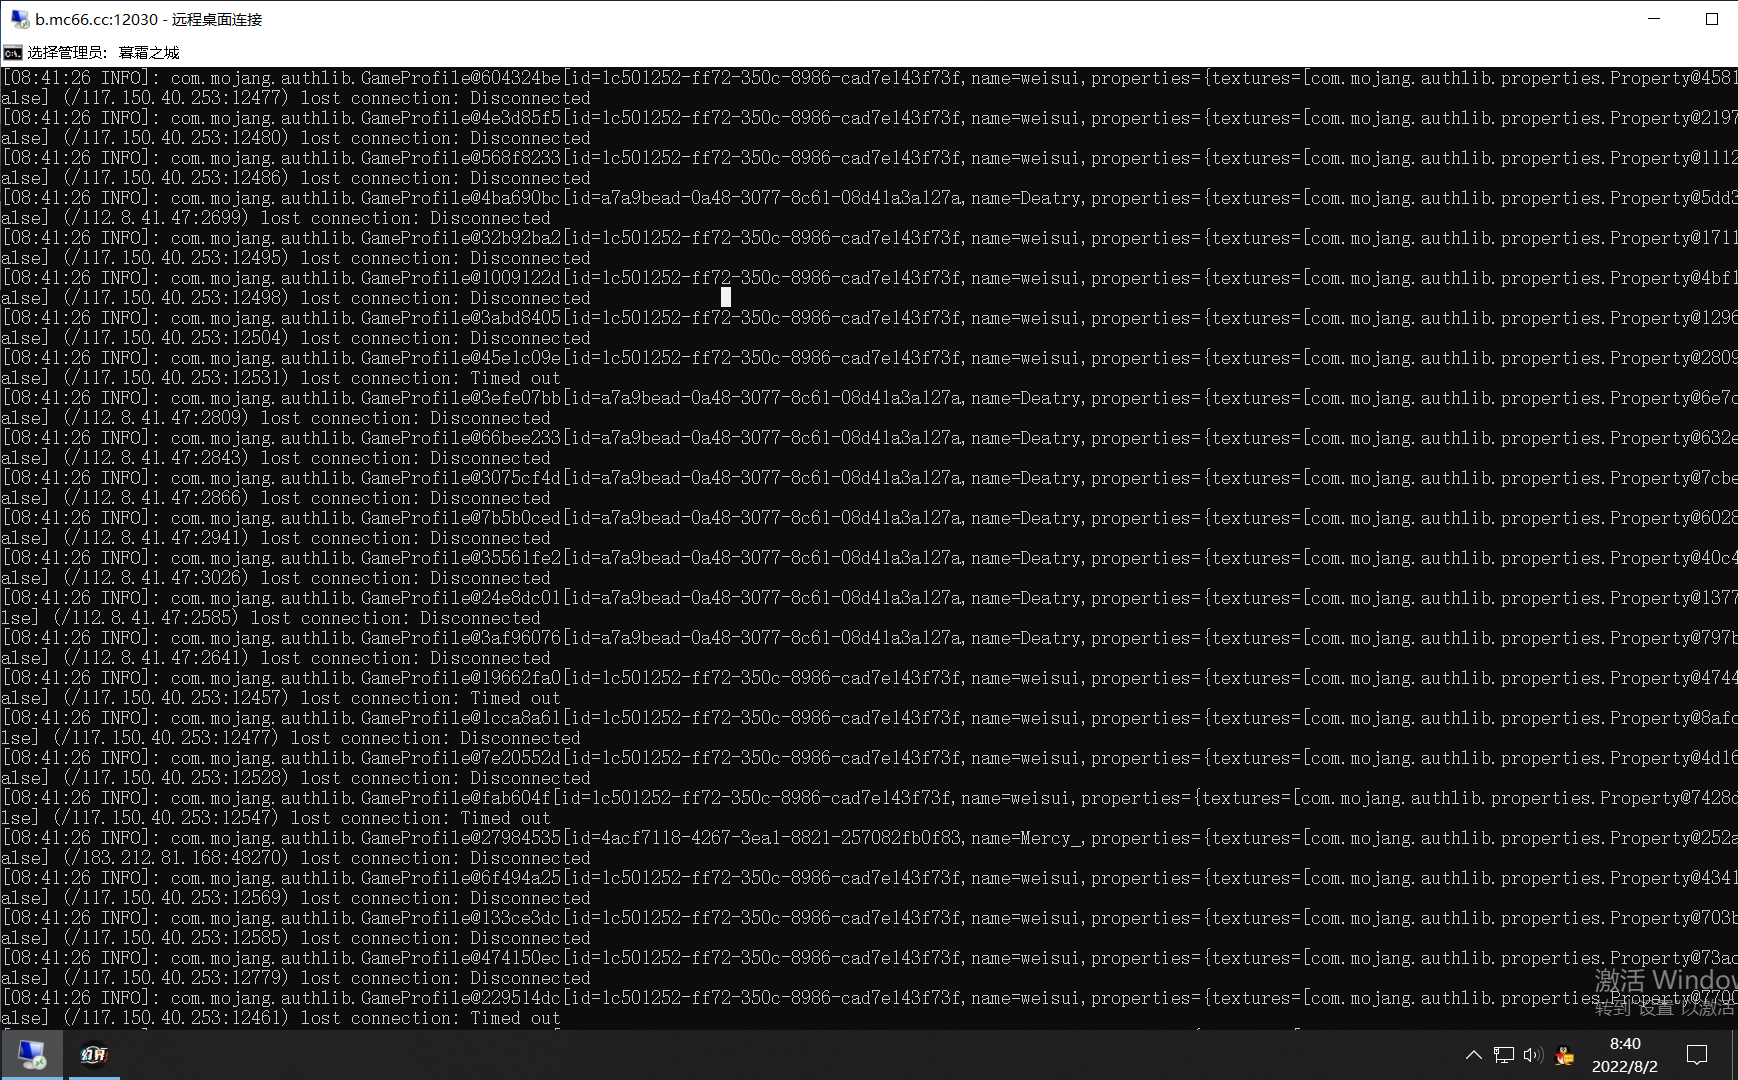 b.mc66.cc:12030 - 远程桌面连接
选择管理员: 暮霜之城
[08:41:26 INFO]: com.mojang.authlib.GameProfile@604324be[id=1c501252-ff72-350c-8986-cad7e143f73f,name=weisui,properties={textures=[com.mojang.authlib.properties.Property@4581
alse] (/117.150.40.253:12477) lost connection: Disconnected
[08:41:26 INFO]: com.mojang.authlib.GameProfile@4e3d85f5[id=1c501252-ff72-350c-8986-cad7e143f73f,name=weisui,properties={textures=[com.mojang.authlib.properties.Property@2197
alse] (/117.150.40.253:12480) lost connection: Disconnected
[08:41:26 INFO]: com.mojang.authlib.GameProfile@568f8233[id=1c501252-ff72-350c-8986-cad7e143f73f,name=weisui,properties={textures=[com.mojang.authlib.properties.Property@1112
alse] (/117.150.40.253:12486) lost connection: Disconnected
[08:41:26 INFO]: com.mojang.authlib.GameProfile@4ba690bc[id=a7a9bead-0a48-3077-8c61-08d41a3a127a,name=Deatry,properties={textures=[com.mojang.authlib.properties.Property@5dd3
alse] (/112.8.41.47:2699) lost connection: Disconnected
[08:41:26 INFO]: com.mojang.authlib.GameProfile@32b92ba2[id=1c501252-ff72-350c-8986-cad7e143f73f,name=weisui,properties={textures=[com.mojang.authlib.properties.Property@1711
alse] (/117.150.40.253:12495) lost connection: Disconnected
[08:41:26 INFO]: com.mojang.authlib.GameProfile@1009122d[id=1c501252-ff72-350c-8986-cad7e143f73f,name=weisui,properties={textures=[com.mojang.authlib.properties.Property@4bf1
alse] (/117.150.40.253:12498) lost connection: Disconnected
[08:41:26 INFO]: com.mojang.authlib.GameProfile@3abd8405[id=1c501252-ff72-350c-8986-cad7e143f73f,name=weisui,properties={textures=[com.mojang.authlib.properties.Property@1296
alse] (/117.150.40.253:12504) lost connection: Disconnected
[08:41:26 INFO]: com.mojang.authlib.GameProfile@45e1c09e[id=1c501252-ff72-350c-8986-cad7e143f73f,name=weisui,properties={textures=[com.mojang.authlib.properties.Property@2809
alse] (/117.150.40.253:12531) lost connection: Timed out
[08:41:26 INFO]: com.mojang.authlib.GameProfile@3efe07bb[id=a7a9bead-0a48-3077-8c61-08d41a3a127a,name=Deatry,properties={textures=[com.mojang.authlib.properties.Property@6e7c
alse] (/112.8.41.47:2809) lost connection: Disconnected
[08:41:26 INFO]: com.mojang.authlib.GameProfile@66bee233[id=a7a9bead-0a48-3077-8c61-08d41a3a127a,name=Deatry,properties={textures=[com.mojang.authlib.properties.Property@632e
alse] (/112.8.41.47:2843) lost connection: Disconnected
[08:41:26 INFO]: com.mojang.authlib.GameProfile@3075cf4d[id=a7a9bead-0a48-3077-8c61-08d41a3a127a,name=Deatry,properties={textures=[com.mojang.authlib.properties.Property@7cbe
alse] (/112.8.41.47:2866) lost connection: Disconnected
[08:41:26 INFO]: com.mojang.authlib.GameProfile@7b5b0ced[id=a7a9bead-0a48-3077-8c61-08d41a3a127a,name=Deatry,properties={textures=[com.mojang.authlib.properties.Property@6028
alse] (/112.8.41.47:2941) lost connection: Disconnected
[08:41:26 INFO]: com.mojang.authlib.GameProfile@35561fe2[id=a7a9bead-0a48-3077-8c61-08d41a3a127a,name=Deatry,properties={textures=[com.mojang.authlib.properties.Property@40c4
alse] (/112.8.41.47:3026) lost connection: Disconnected
[08:41:26 INFO]: com.mojang.authlib.GameProfile@24e8dc01[id=a7a9bead-0a48-3077-8c61-08d41a3a127a,name=Deatry,properties={textures=[com.mojang.authlib.properties.Property@1377
lse] (/112.8.41.47:2585) lost connection: Disconnected
[08:41:26 INFO]: com.mojang.authlib.GameProfile@3af96076[id=a7a9bead-0a48-3077-8c61-08d41a3a127a,name=Deatry,properties={textures=[com.mojang.authlib.properties.Property@797b
alse] (/112.8.41.47:2641) lost connection: Disconnected
[08:41:26 INFO]: com.mojang.authlib.GameProfile@19662fa0[id=1c501252-ff72-350c-8986-cad7e143f73f,name=weisui,properties={textures=[com.mojang.authlib.properties.Property@4744
alse] (/117.150.40.253:12457) lost connection: Timed out
[08:41:26 INFO]: com.mojang.authlib.GameProfile@1cca8a61[id=1c501252-ff72-350c-8986-cad7e143f73f,name=weisui,properties={textures=[com.mojang.authlib.properties.Property@8afc
lse] (/117.150.40.253:12477) lost connection: Disconnected
[08:41:26 INFO]: com.mojang.authlib.GameProfile@7e20552d[id=1c501252-ff72-350c-8986-cad7e143f73f,name=weisui,properties={textures=[com.mojang.authlib.properties.Property@4d16
alse] (/117.150.40.253:12528) lost connection: Disconnected
[08:41:26 INFO]: com.mojang.authlib.GameProfile@fab604f[id=1c501252-ff72-350c-8986-cad7e143f73f,name=weisui,properties={textures=[com.mojang.authlib.properties.Property@7428d
lse] (/117.150.40.253:12547) lost connection: Timed out
[08:41:26 INFO]: com.mojang.authlib.GameProfile@27984535[id=4acf7118-4267-3ea1-8821-257082fb0f83,name=Mercy_,properties={textures=[com.mojang.authlib.properties.Property@252a
alse] (/183.212.81.168:48270) lost connection: Disconnected
[08:41:26 INFO]: com.mojang.authlib.GameProfile@6f494a25[id=1c501252-ff72-350c-8986-cad7e143f73f,name=weisui,properties={textures=[com.mojang.authlib.properties.Property@4341
alse] (/117.150.40.253:12569) lost connection: Disconnected
[08:41:26 INFO]: com.mojang.authlib.GameProfile@133ce3dc[id=1c501252-ff72-350c-8986-cad7e143f73f,name=weisui,properties={textures=[com.mojang.authlib.properties.Property@703b
alse] (/117.150.40.253:12585) lost connection: Disconnected
[08:41:26 INFO]: com.mojang.authlib.GameProfile@474150ec[id=1c501252-ff72-350c-8986-cad7e143f73f,name=weisui,properties={textures=[com.mojang.authlib.properties.Property@73ac
alse] (/117.150.40.253:12779) lost connection: Disconnected
激活 Window
[08:41:26 INFO]: com.mojang.authlib.GameProfile@229514dc[id=1c501252-ff72-350c-8986-cad7e143f73f,name=weisui,properties={textures=[com.mojang.authlib.properties.Property@7700
转到"设置"以激活
alse] (/117.150.40.253:12461) lost connection: Timed out
幻界
8:40
2022/8/2